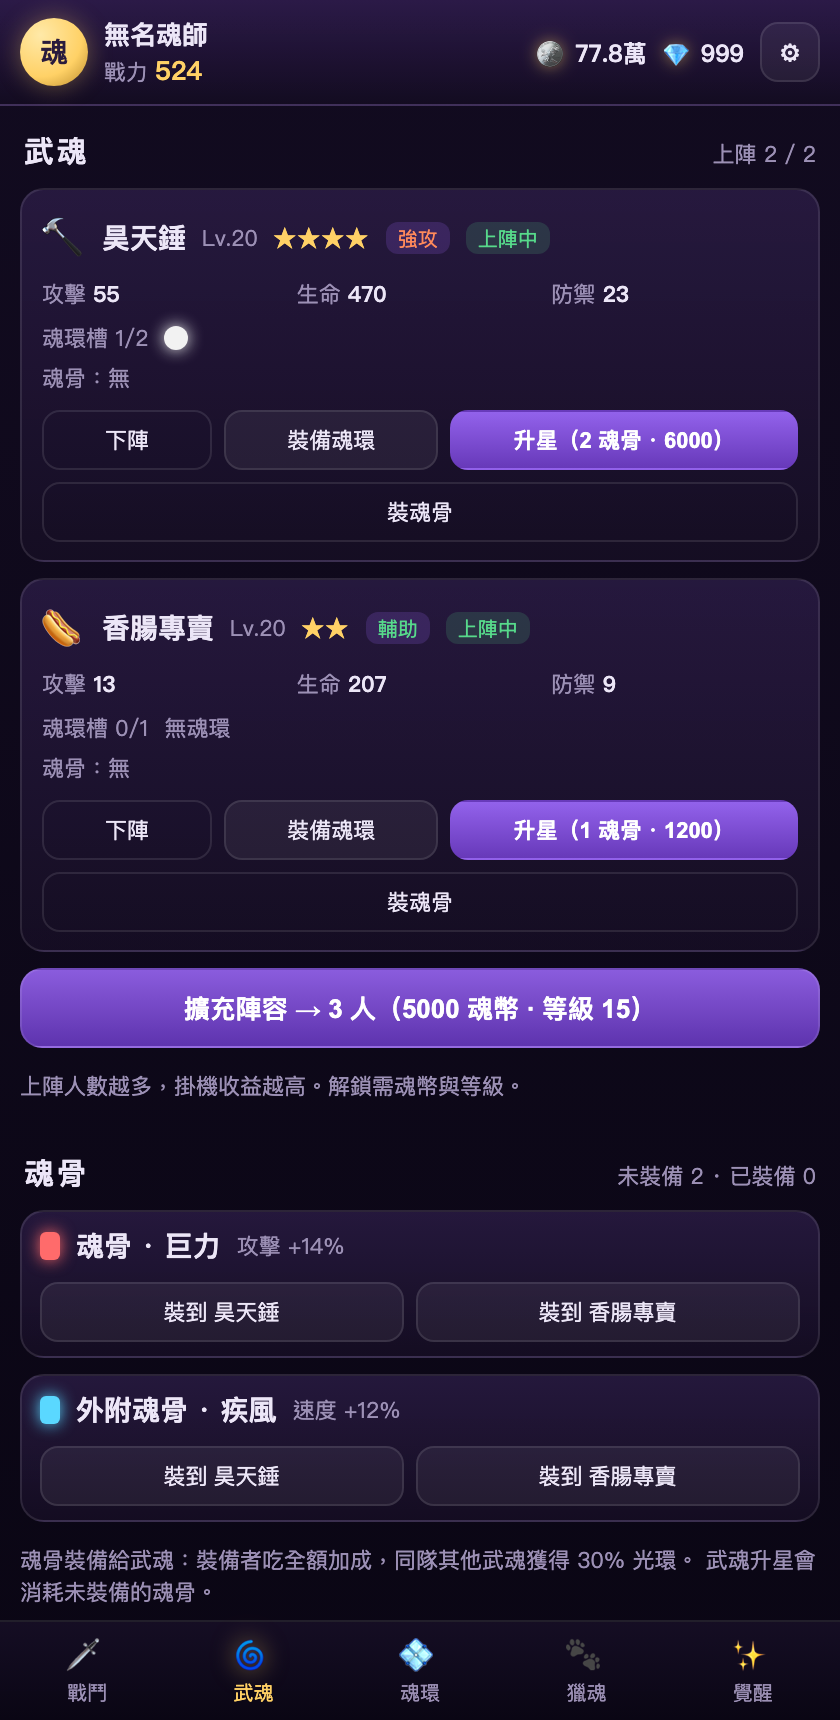 魂
無名魂師
戰力 524
77.8萬
999
武魂
上陣 2 / 2
昊天錘 Lv.20 ★★★★ 強攻 上陣中
攻擊 55 生命 470 防禦 23
魂環槽 1/2
魂骨：無
下陣 裝備魂環 升星（2 魂骨 · 6000）
裝魂骨
香腸專賣 Lv.20 ★★ 輔助 上陣中
攻擊 13 生命 207 防禦 9
魂環槽 0/1 無魂環
魂骨：無
下陣 裝備魂環 升星（1 魂骨 · 1200）
裝魂骨
擴充陣容 → 3 人（5000 魂幣 · 等級 15）
上陣人數越多，掛機收益越高。解鎖需魂幣與等級。
魂骨
未裝備 2 · 已裝備 0
魂骨 · 巨力 攻擊 +14%
裝到 昊天錘 裝到 香腸專賣
外附魂骨 · 疾風 速度 +12%
裝到 昊天錘 裝到 香腸專賣
魂骨裝備給武魂：裝備者吃全額加成，同隊其他武魂獲得 30% 光環。 武魂升星會
消耗未裝備的魂骨。
戰鬥 武魂 魂環 獵魂 覺醒